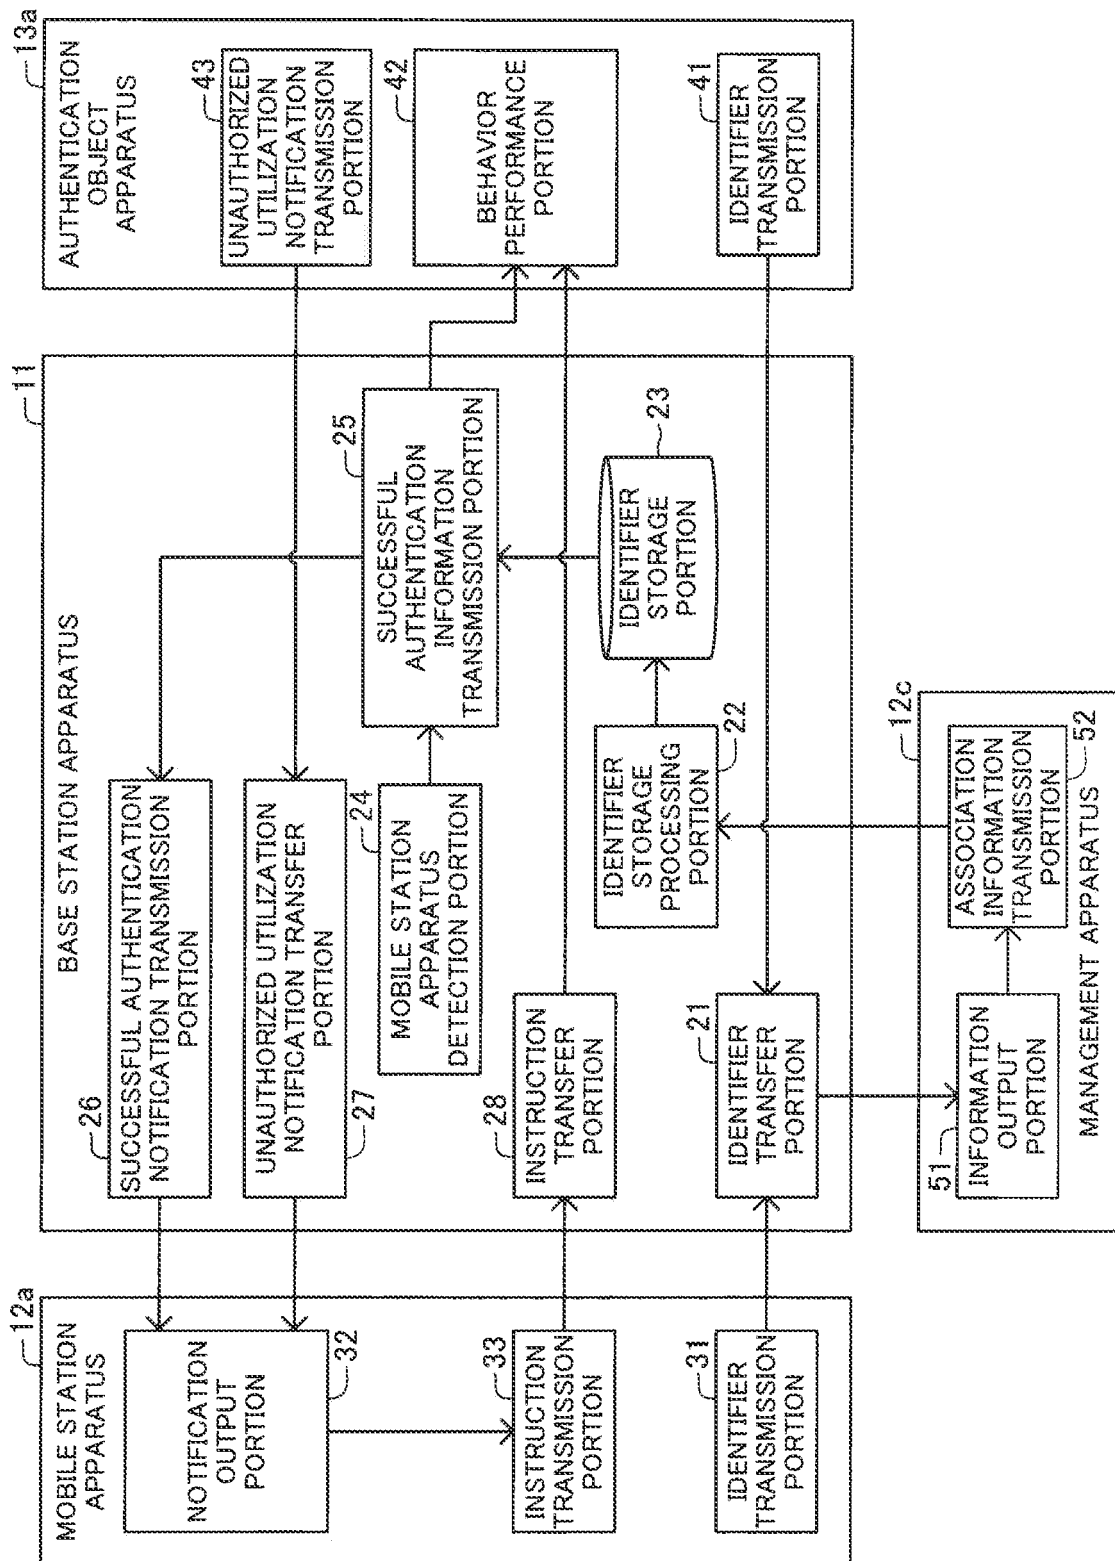 12a
MOBILE STATION
APPARATUS
NOTIFICATION
OUTPUT
PORTION
32
33
INSTRUCTION
TRANSMISSION
PORTION
31
IDENTIFIER
TRANSMISSION
PORTION
11
BASE STATION APPARATUS
26
SUCCESSFUL AUTHENTICATION
NOTIFICATION TRANSMISSION
PORTION
UNAUTHORIZED UTILIZATION
NOTIFICATION TRANSFER
PORTION
27
24
MOBILE STATION
APPARATUS
DETECTION PORTION
25
SUCCESSFUL
AUTHENTICATION
INFORMATION
TRANSMISSION PORTION
28
INSTRUCTION
TRANSFER
PORTION
IDENTIFIER
STORAGE
PROCESSING
PORTION
22
23
IDENTIFIER
STORAGE
PORTION
21
IDENTIFIER
TRANSFER
PORTION
13a
AUTHENTICATION
OBJECT
APPARATUS
43
UNAUTHORIZED
UTILIZATION
NOTIFICATION
TRANSMISSION
PORTION
42
BEHAVIOR
PERFORMANCE
PORTION
41
IDENTIFIER
TRANSMISSION
PORTION
12c
51
INFORMATION
OUTPUT
PORTION
ASSOCIATION
INFORMATION
TRANSMISSION
PORTION
52
MANAGEMENT APPARATUS